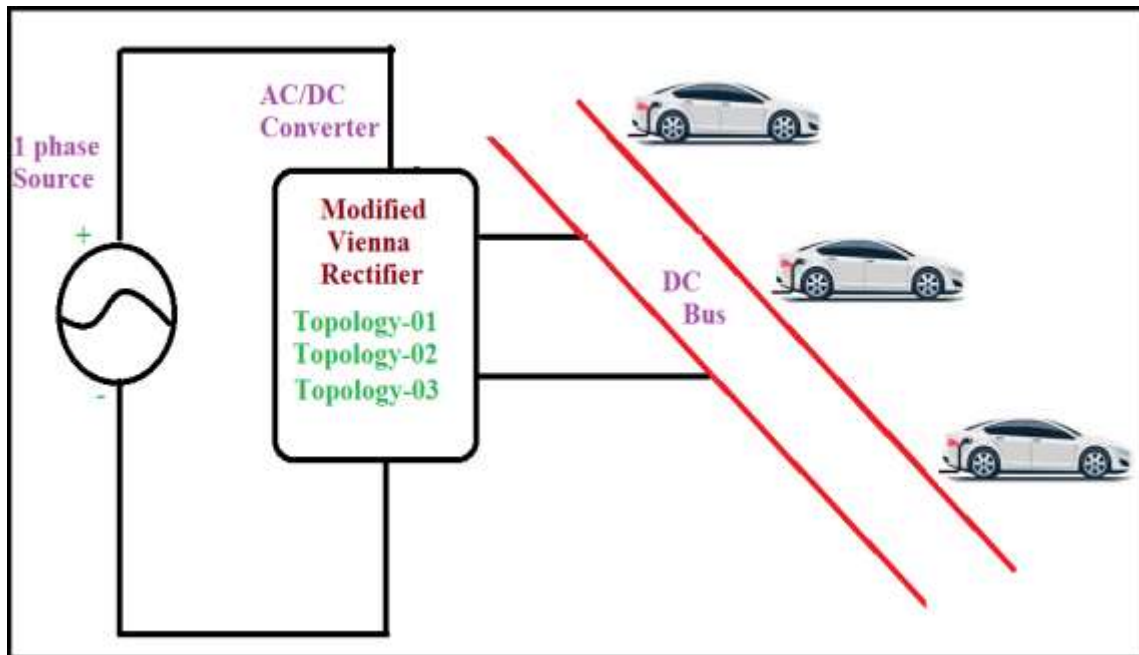 1 phase
Source
+
-
AC/DC
Converter
Modified
Vienna
Rectifier
Topology-01
Topology-02
Topology-03
DC
Bus